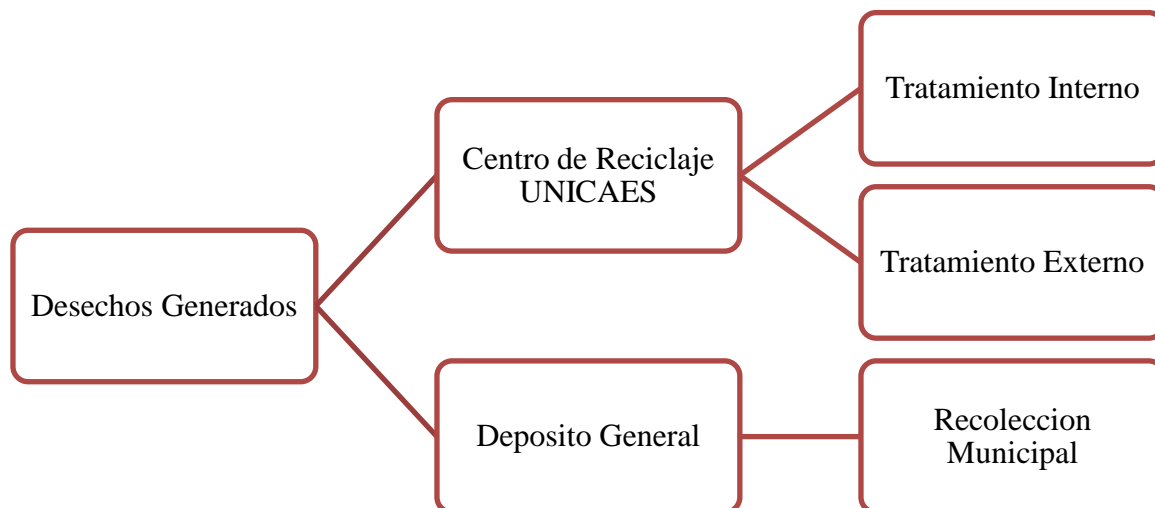 Desechos Generados
Centro de Reciclaje
UNICAES
Tratamiento Interno
Tratamiento Externo
Deposito General
Recoleccion
Municipal